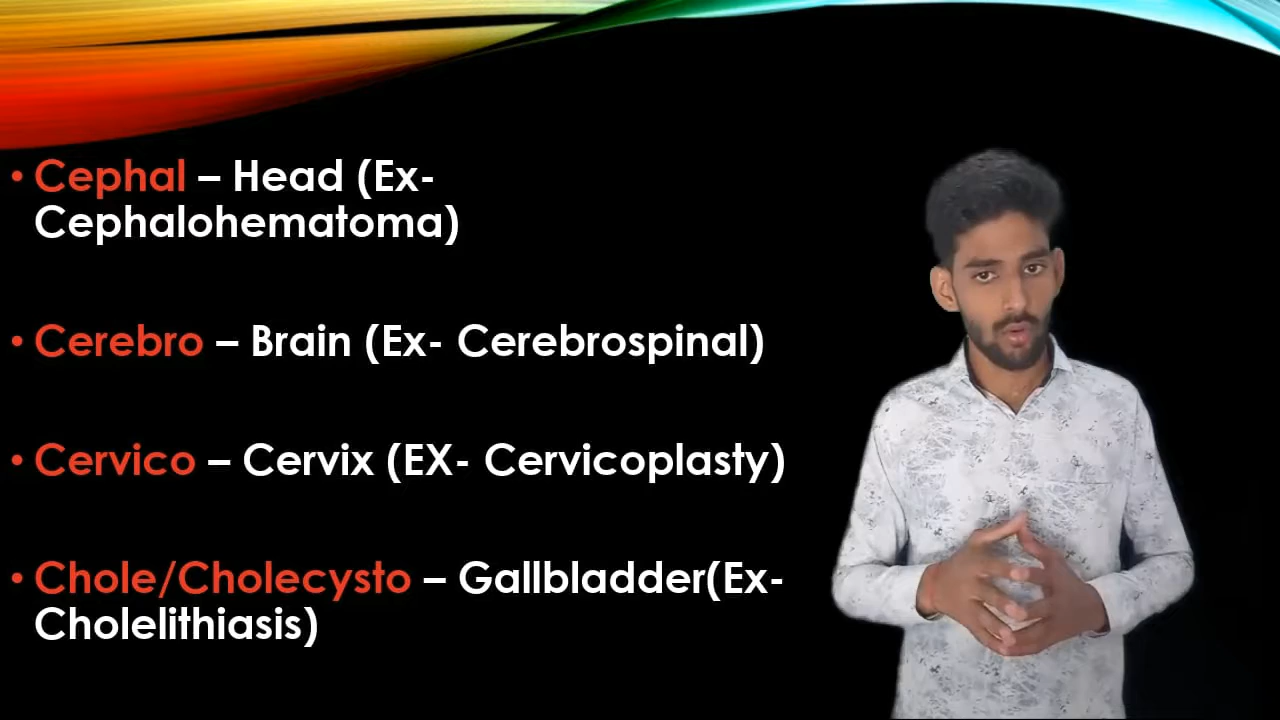 • Cephal – Head (Ex-
Cephalohematoma)
• Cerebro – Brain (Ex- Cerebrospinal)
• Cervico – Cervix (EX- Cervicoplasty)
• Chole/Cholecysto – Gallbladder(Ex-
Cholelithiasis)